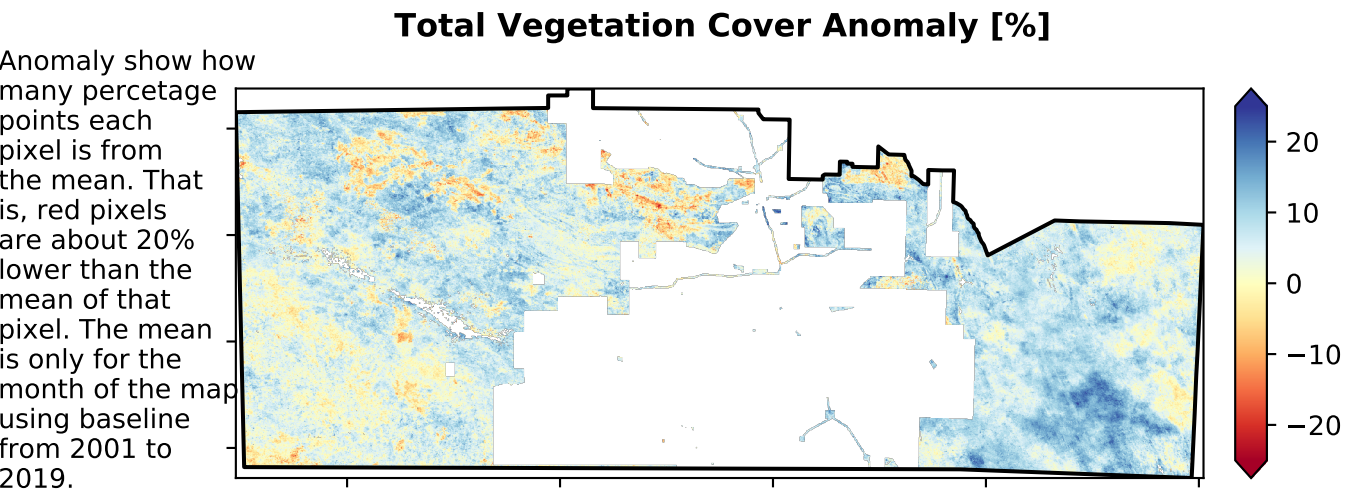 Total Vegetation Cover Anomaly [%]
Anomaly show how
many percetage
points each
pixel is from
the mean. That
is, red pixels
are about 20%
lower than the
mean of that
pixel. The mean
is only for the
month of the map
using baseline
from 2001 to
2019.
20
10
0
−10
−20